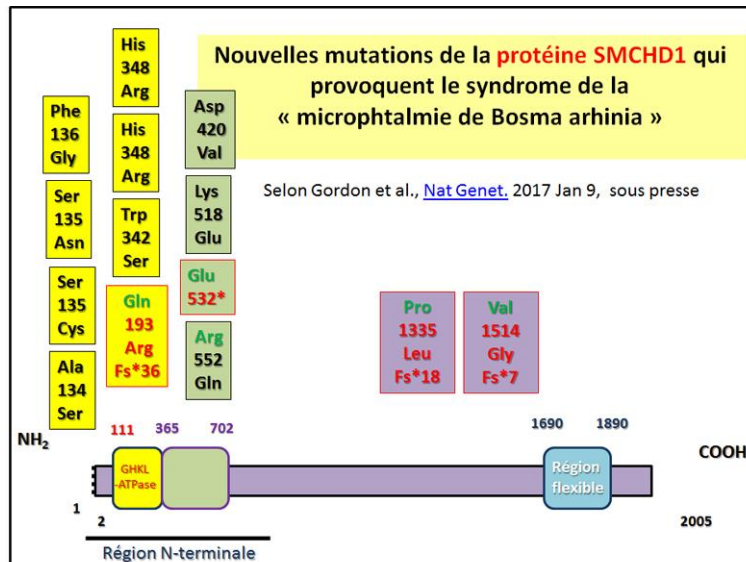 Nouvelles mutations de la protéine SMCHD1 qui
provoquent le syndrome de la
« microphtalmie de Bosma arhinia »
Selon Gordon et al., Nat Genet. 2017 Jan 9, sous presse
Phe
136
Gly
Ser
135
Asn
Ser
135
Cys
Ala
134
Ser
His
348
Arg
His
348
Arg
Trp
342
Ser
Gln
193
Arg
Fs*36
Asp
420
Val
Lys
518
Glu
Glu
532*
Arg
552
Gln
Pro
1335
Leu
Fs*18
Val
1514
Gly
Fs*7
NH2
111
365
702
1690
1890
COOH
GHKL
-ATPase
Région
flexible
1
2
2005
Région N-terminale